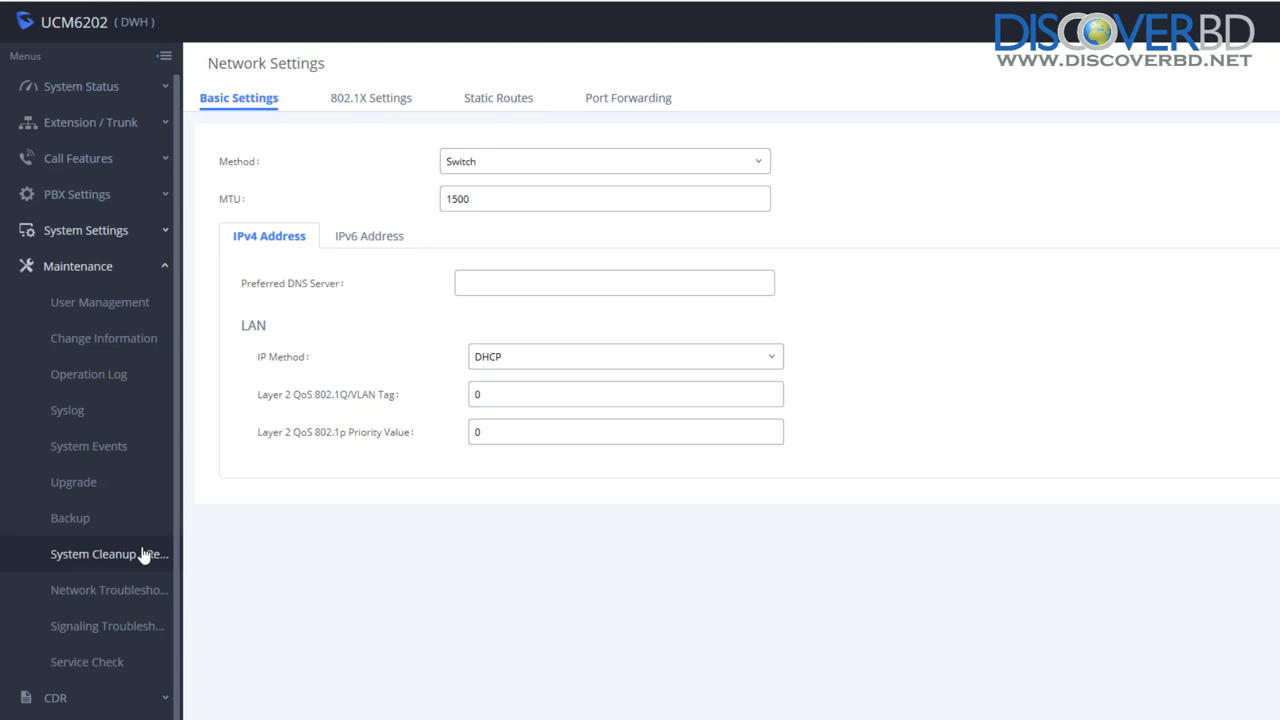 UCM6202 ( DWH )
DISCOVERBD
WWW.DISCOVERBD.NET
Menus
System Status
Extension / Trunk
Call Features
PBX Settings
System Settings
Maintenance
User Management
Change Information
Operation Log
Syslog
System Events
Upgrade
Backup
System Cleanup
Network Troublesho...
Signaling Troublesh...
Service Check
CDR
Network Settings
Basic Settings
802.1X Settings
Static Routes
Port Forwarding
Method :
Switch
MTU :
1500
IPv4 Address
IPv6 Address
Preferred DNS Server :
LAN
IP Method :
DHCP
Layer 2 QoS 802.1Q/VLAN Tag :
0
Layer 2 QoS 802.1p Priority Value :
0